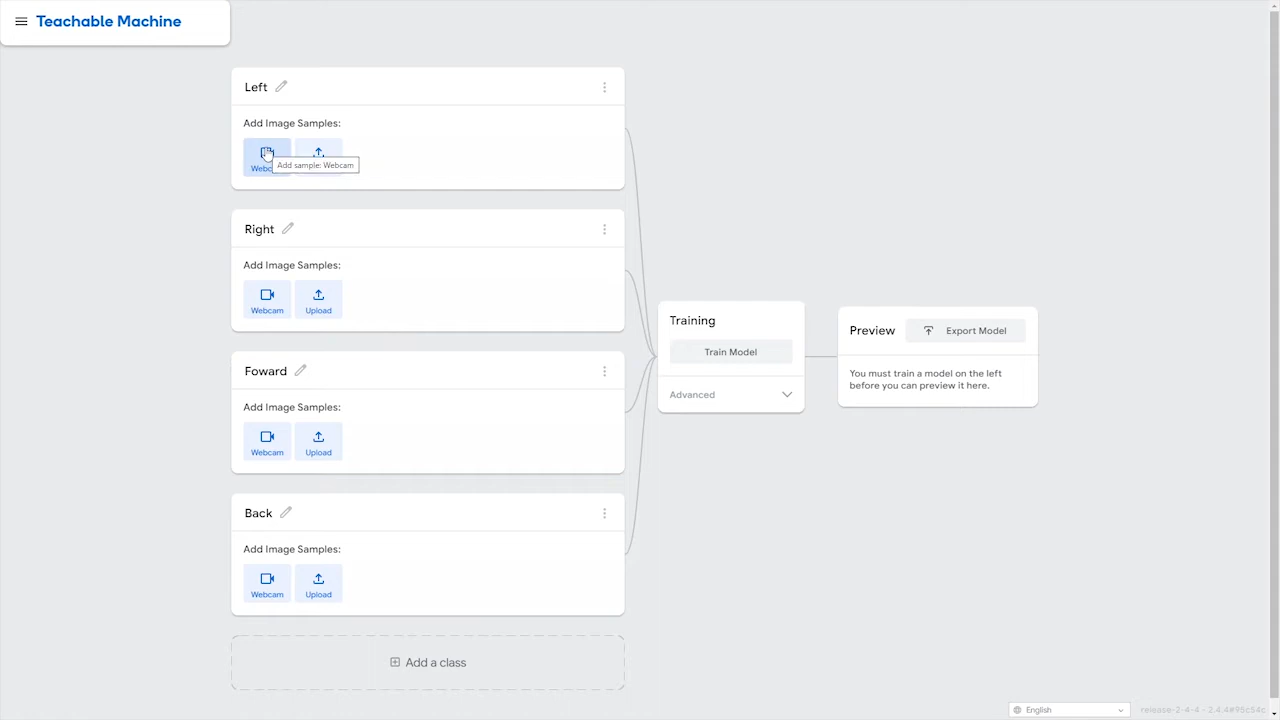 Teachable Machine
Left
Add Image Samples:
Add sample: Webcam
Right
Add Image Samples:
Webcam
Upload
Foward
Add Image Samples:
Webcam
Upload
Back
Add Image Samples:
Webcam
Upload
Add a class
Training
Train Model
Advanced
Preview
Export Model
You must train a model on the left
before you can preview it here.
English